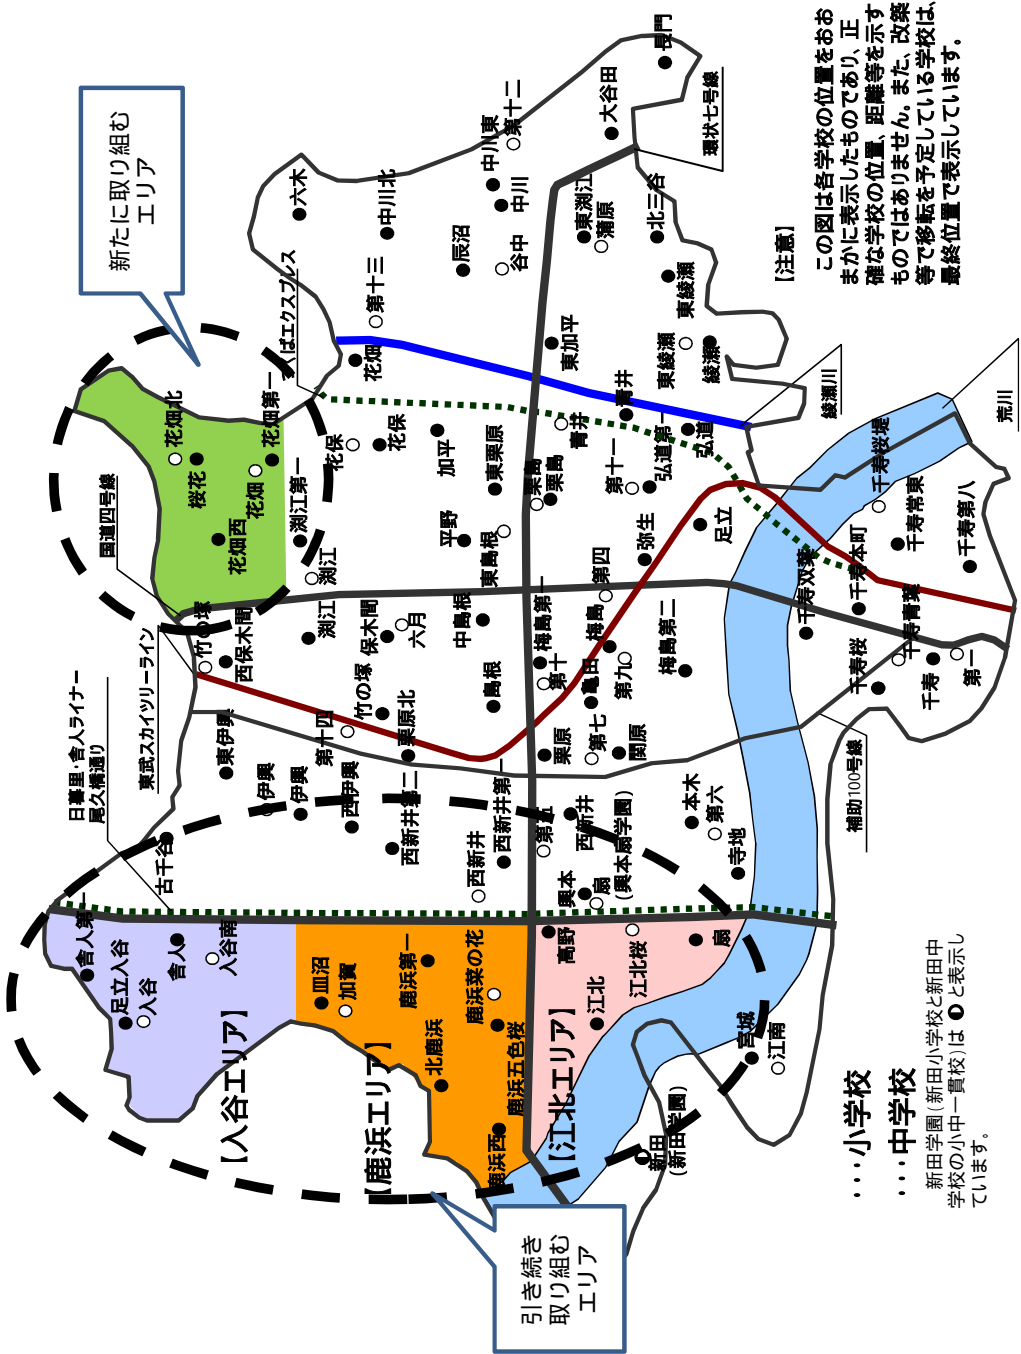 新たに取り組む
エリア
引き続き
取り組む
エリア
【注意】
この図は各学校の位置をおお
まかに表示したものであり、正
確な学校の位置、距離等を示す
ものではありません。また、改築
等で移転を予定している学校は、
最終位置で表示しています。
・・・小学校
・・・中学校
新田学園(新田小学校と新田中
学校の小中一貫校)は ◐ と表示し
ています。
【入谷エリア】
【鹿浜エリア】
【江北エリア】
日暮里・舎人ライナー
尾久橋通り
東武スカイツリーライン
国道四号線
つくばエクスプレス
環状七号線
綾瀬川
荒川
補助100号線
舎人第一
足立入谷
入谷
舎人
入谷南
古千谷
皿沼
加賀
鹿浜第一
北鹿浜
鹿浜菜の花
鹿浜五色桜
鹿浜西
高野
江北桜
江北
扇
宮城
江南
新田
(新田学園)
東伊興
伊興
伊興
西伊興
西新井第二
西新井
西新井第一
第五
西新井
興本
扇
(興本扇学園)
本木
第六
寺地
竹の塚
西保木間
第十四
竹の塚
栗原北
島根
栗原
第七
関原
渕江
保木間
六月
中島根
梅島第一
第十
亀田
梅島
第九
梅島第二
第四
弥生
足立
花畑北
桜花
花畑第一
花畑
花畑西
渕江第一
渕江
花保
花保
加平
平野
東島根
東栗原
栗島
栗島
青井
第十一
弘道第一
弘道
青井
六木
中川北
第十三
花畑
辰沼
谷中
中川
中川東
第十二
大谷田
長門
東渕江
蒲原
北三谷
東綾瀬
東加平
東綾瀬
綾瀬
千寿桜堤
千寿常東
千寿第八
千寿本町
千寿双葉
千寿青葉
千寿桜
千寿
第一